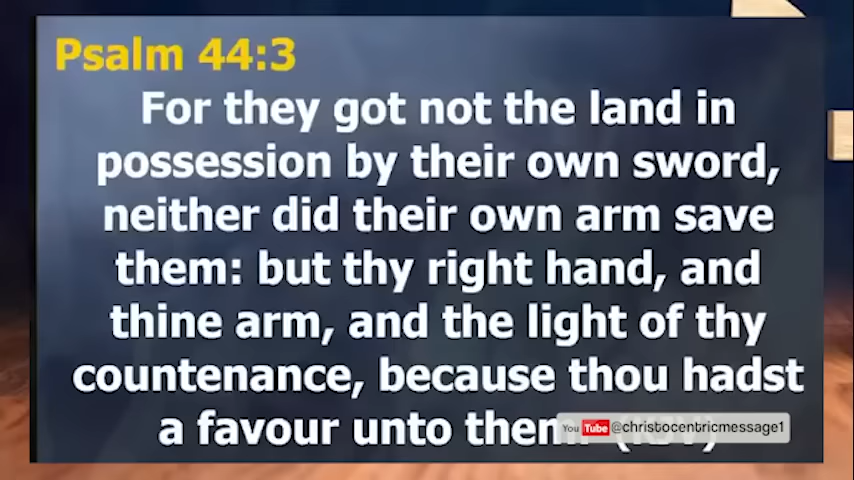 Psalm 44:3
For they got not the land in
possession by their own sword,
neither did their own arm save
them: but thy right hand, and
thine arm, and the light of thy
countenance, because thou hadst
a favour unto them
YouTube @christocentricmessage1